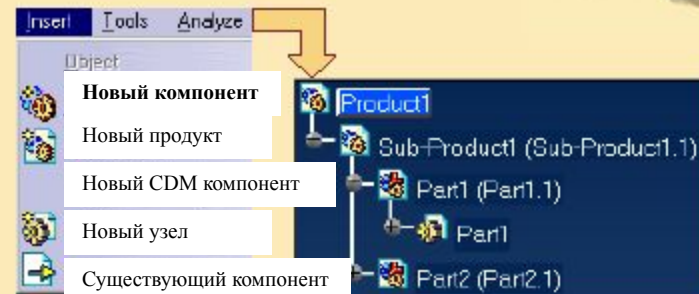 Insert Tools Analyze
Object
Новый компонент
Новый продукт
Новый CDM компонент
Новый узел
Существующий компонент
Product1
Sub-Product1 (Sub-Product1.1)
Part1 (Part1.1)
Part1
Part2 (Part2.1)